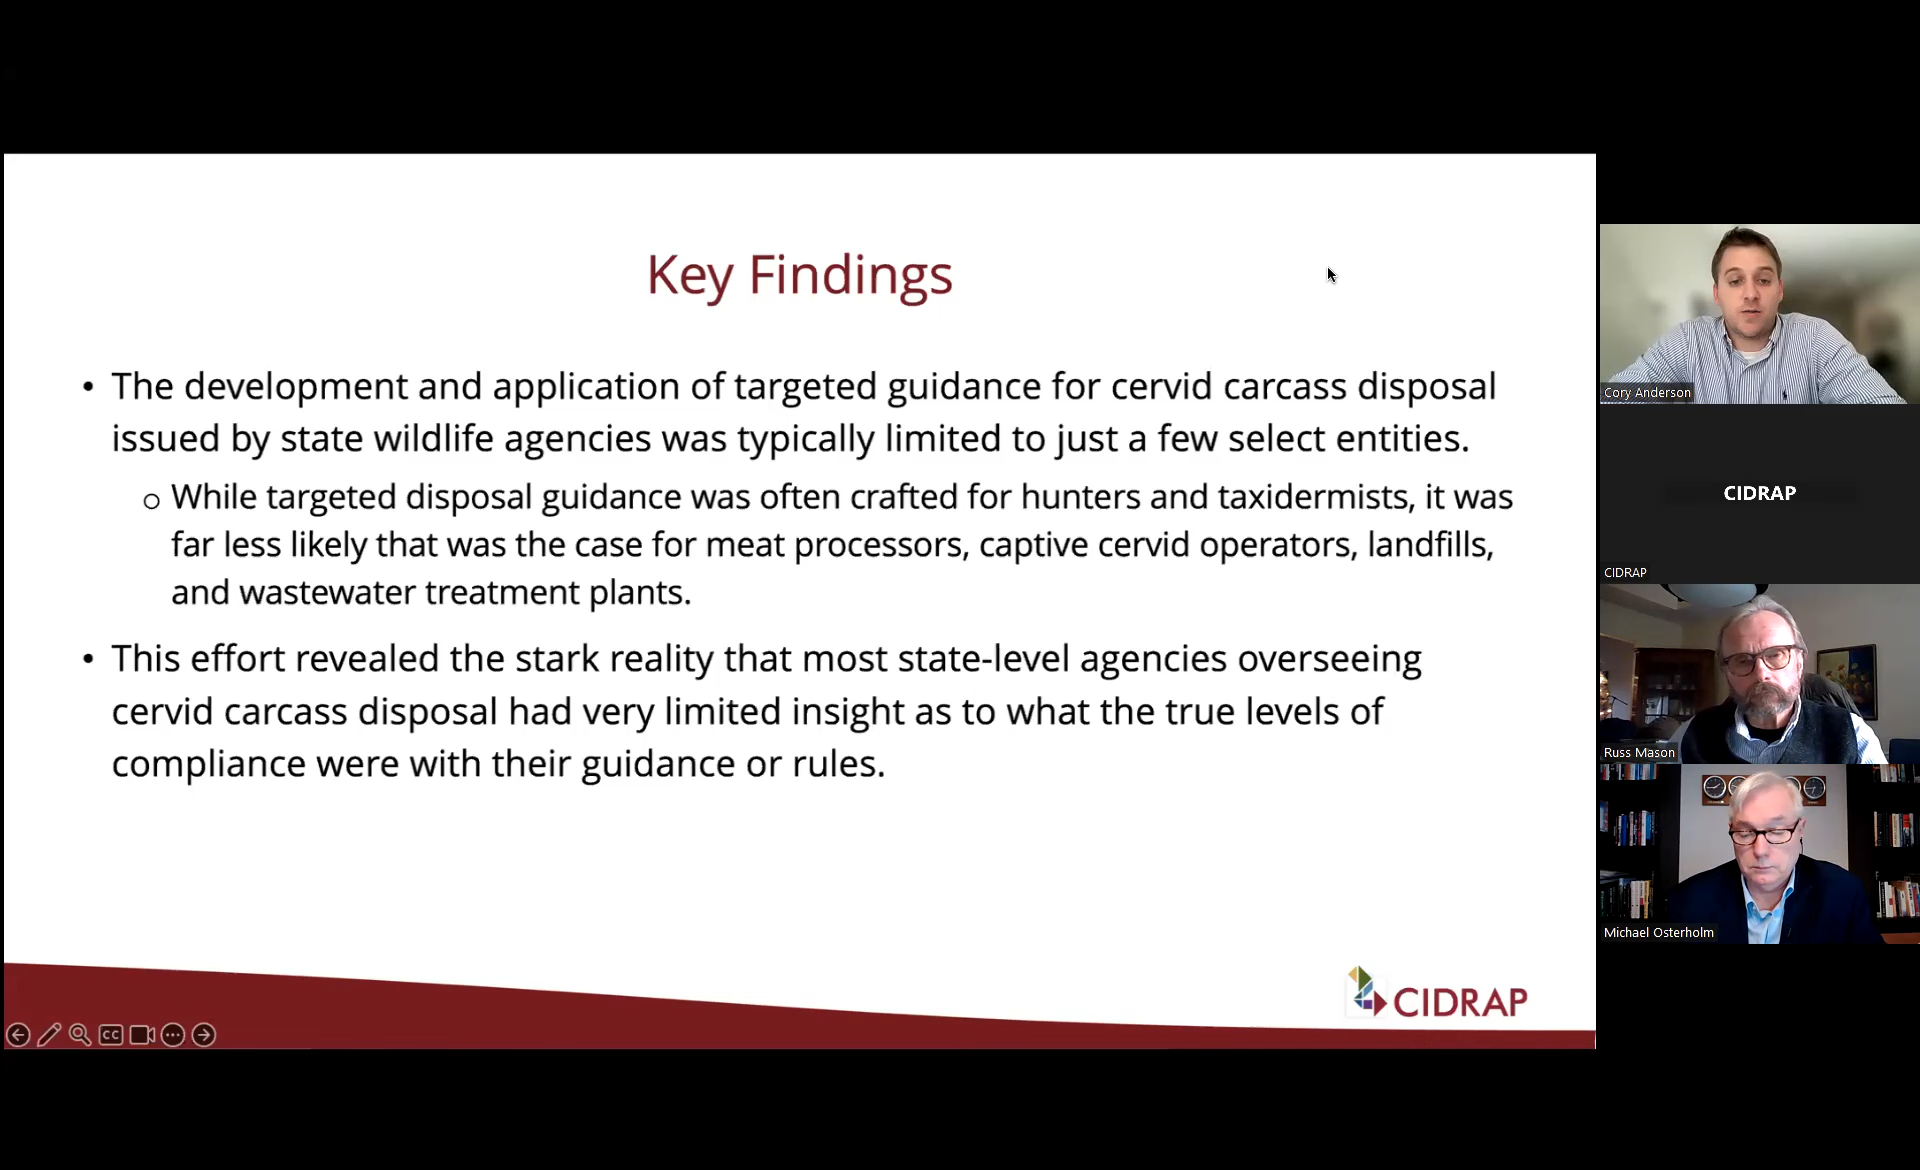 Key Findings
• The development and application of targeted guidance for cervid carcass disposal
issued by state wildlife agencies was typically limited to just a few select entities.
o While targeted disposal guidance was often crafted for hunters and taxidermists, it was
far less likely that was the case for meat processors, captive cervid operators, landfills,
and wastewater treatment plants.
• This effort revealed the stark reality that most state-level agencies overseeing
cervid carcass disposal had very limited insight as to what the true levels of
compliance were with their guidance or rules.
CIDRAP
CC
Cory Anderson
CIDRAP
CIDRAP
Russ Mason
Michael Osterholm